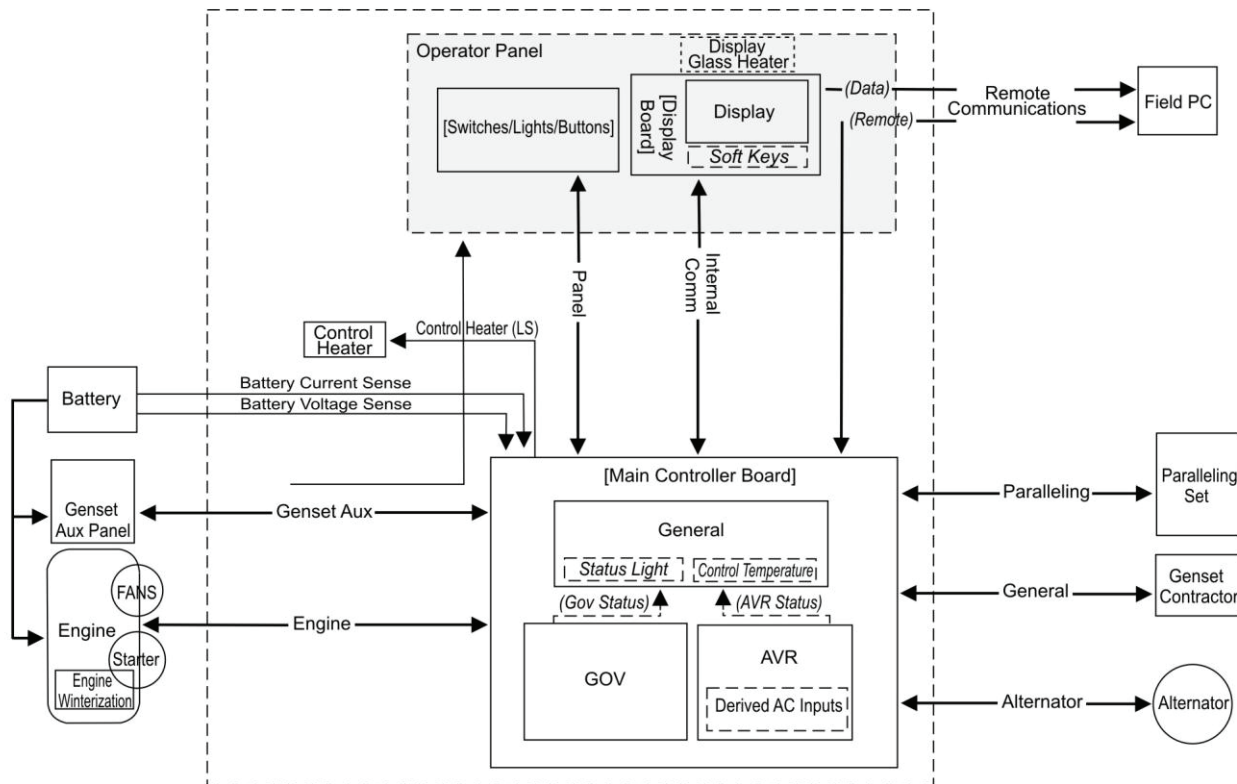 Operator Panel
Display
Glass Heater
[Switches/Lights/Buttons]
[Display
Board]
Display
Soft Keys
(Data)
(Remote)
Remote
Communications
Field PC
Panel
Internal
Comm
Control
Heater
Control Heater (LS)
Battery
Battery Current Sense
Battery Voltage Sense
Genset
Aux Panel
Genset Aux
[Main Controller Board]
General
Status Light
Control Temperature
(Gov Status)
(AVR Status)
GOV
AVR
Derived AC Inputs
Paralleling
Paralleling
Set
General
Genset
Contractor
Alternator
Alternator
FANS
Engine
Starter
Engine
Winterization
Engine